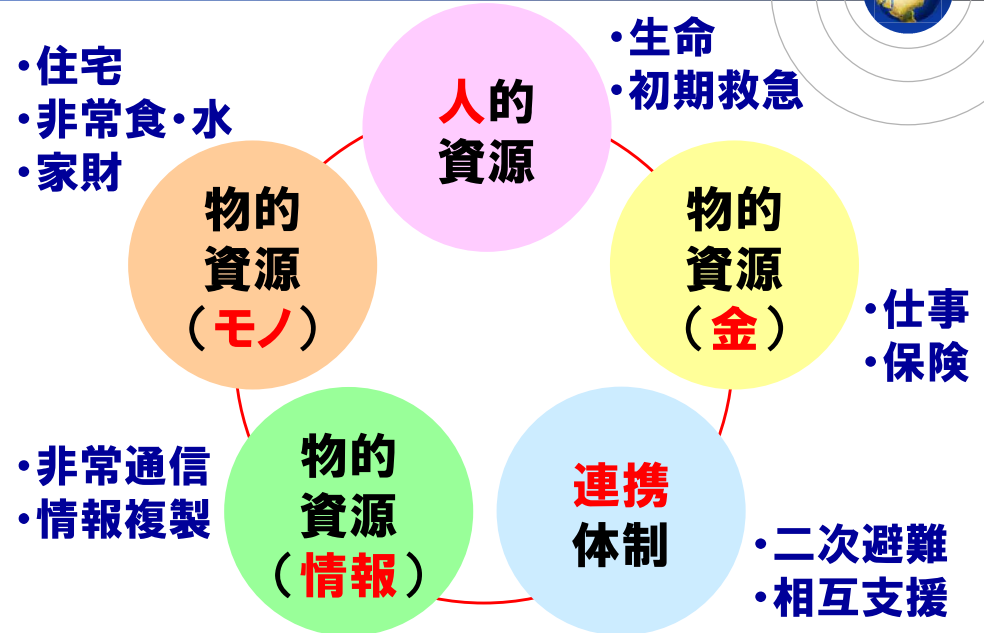 ・住宅
・非常食・水
・家財
人的
資源
・生命
・初期救急
物的
資源
（モノ）
物的
資源
（金）
・仕事
・保険
・非常通信
・情報複製
物的
資源
（情報）
連携
体制
・二次避難
・相互支援